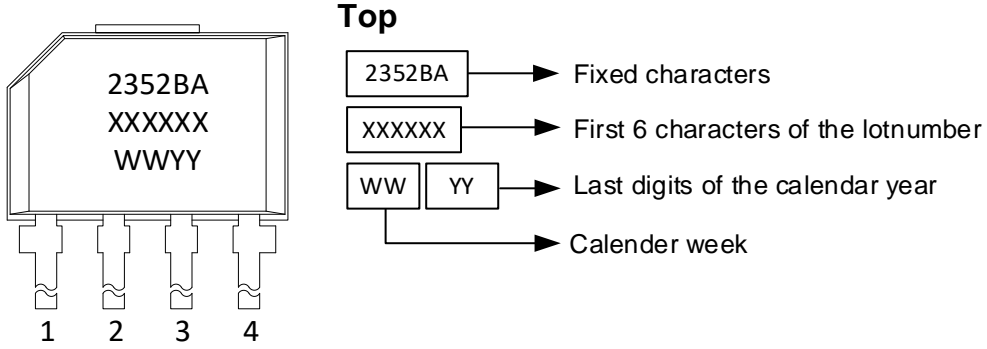 2352BA
XXXXXX
WWYY
1 2 3 4
Top
2352BA Fixed characters
XXXXXX First 6 characters of the lotnumber
WW YY Last digits of the calendar year
Calender week